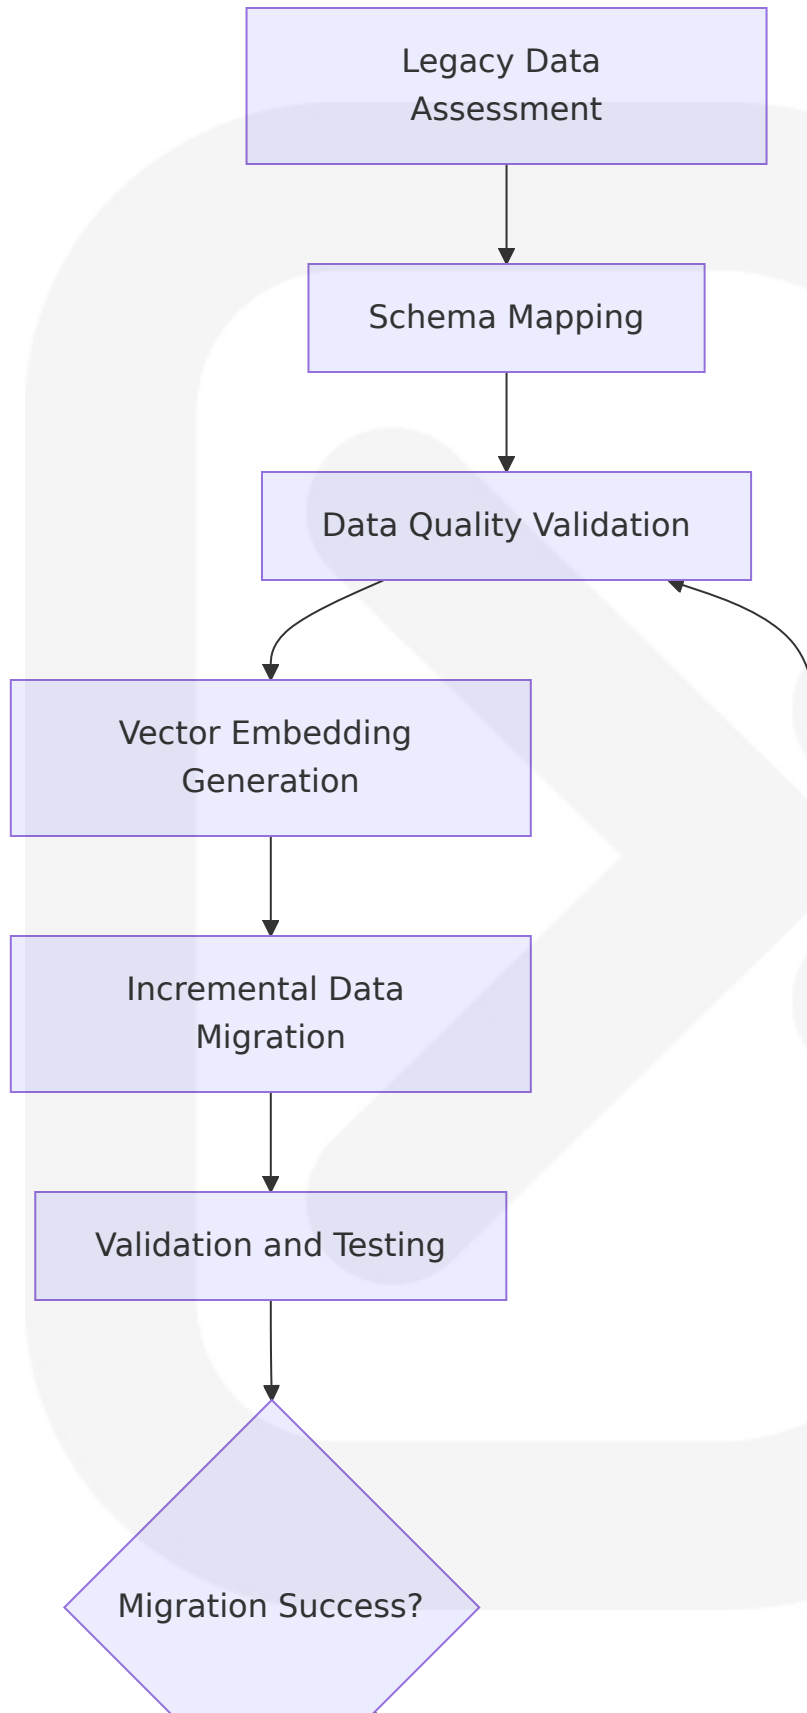 Legacy Data
Assessment
Schema Mapping
Data Quality Validation
Vector Embedding
Generation
Incremental Data
Migration
Validation and Testing
Migration Success?